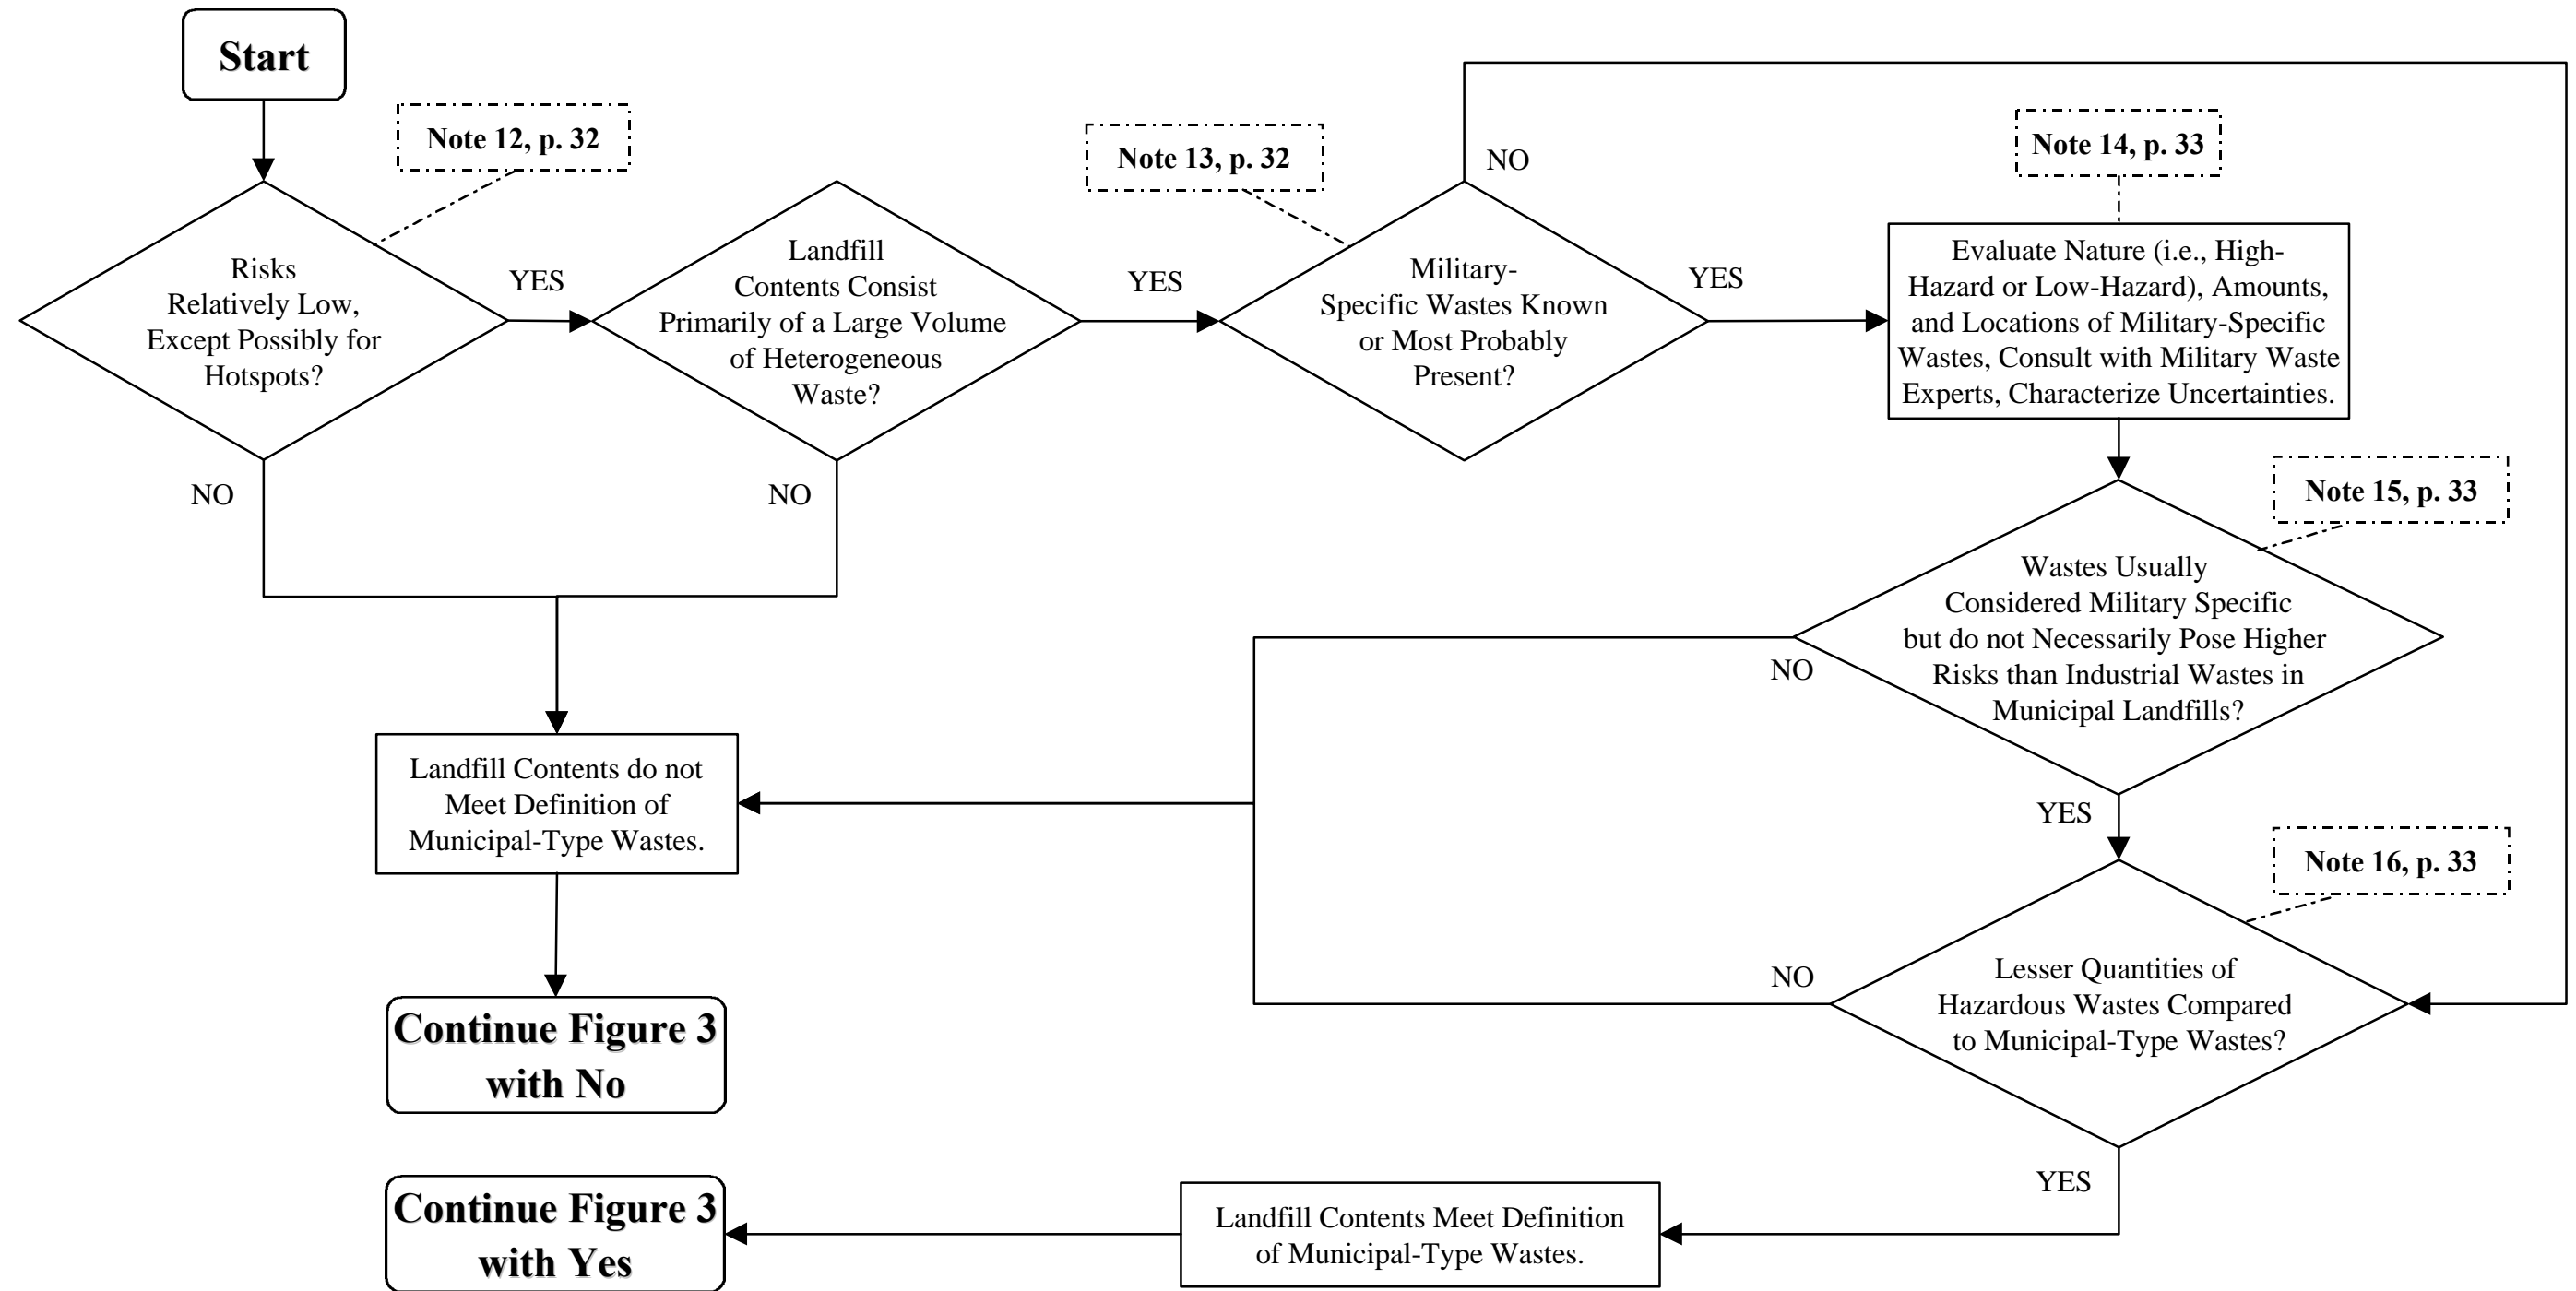 Start
Note 12, p. 32
Risks
Relatively Low,
Except Possibly for
Hotspots?
YES
NO
Landfill
Contents Consist
Primarily of a Large Volume
of Heterogeneous
Waste?
YES
NO
Note 13, p. 32
Military-
Specific Wastes Known
or Most Probably
Present?
NO
YES
Note 14, p. 33
Evaluate Nature (i.e., High-
Hazard or Low-Hazard), Amounts,
and Locations of Military-Specific
Wastes, Consult with Military Waste
Experts, Characterize Uncertainties.
Note 15, p. 33
Wastes Usually
Considered Military Specific
but do not Necessarily Pose Higher
Risks than Industrial Wastes in
Municipal Landfills?
NO
YES
Note 16, p. 33
Lesser Quantities of
Hazardous Wastes Compared
to Municipal-Type Wastes?
NO
YES
Landfill Contents do not
Meet Definition of
Municipal-Type Wastes.
Continue Figure 3
with No
Landfill Contents Meet Definition
of Municipal-Type Wastes.
Continue Figure 3
with Yes